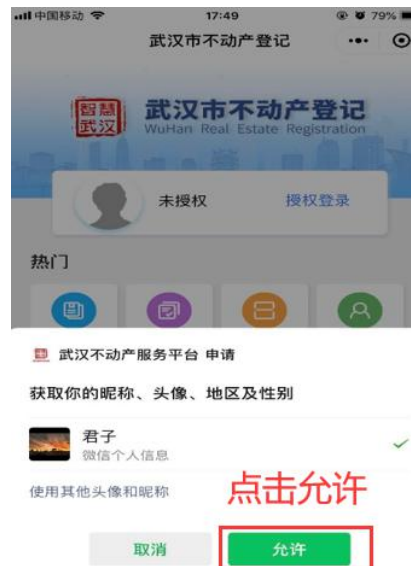 中国移动
17:49
79%
武汉市不动产登记
智慧
武汉
武汉市不动产登记
WuHan Real Estate Registration
未授权
授权登录
热门
武汉不动产服务平台 申请
获取你的昵称、头像、地区及性别
君子
微信个人信息
使用其他头像和昵称
点击允许
取消
允许